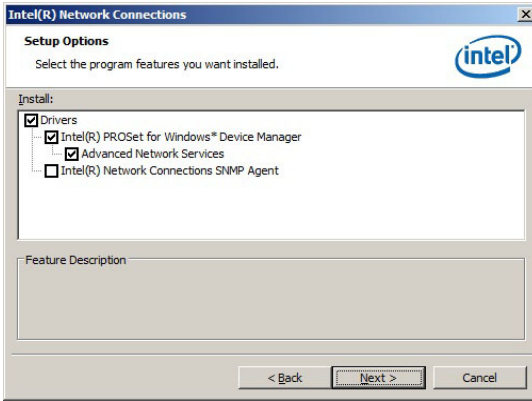 Intel(R) Network Connections
Setup Options
Select the program features you want installed.
intel
Install:
Drivers
Intel(R) PROSet for Windows* Device Manager
Advanced Network Services
Intel(R) Network Connections SNMP Agent
Feature Description
< Back
Next >
Cancel